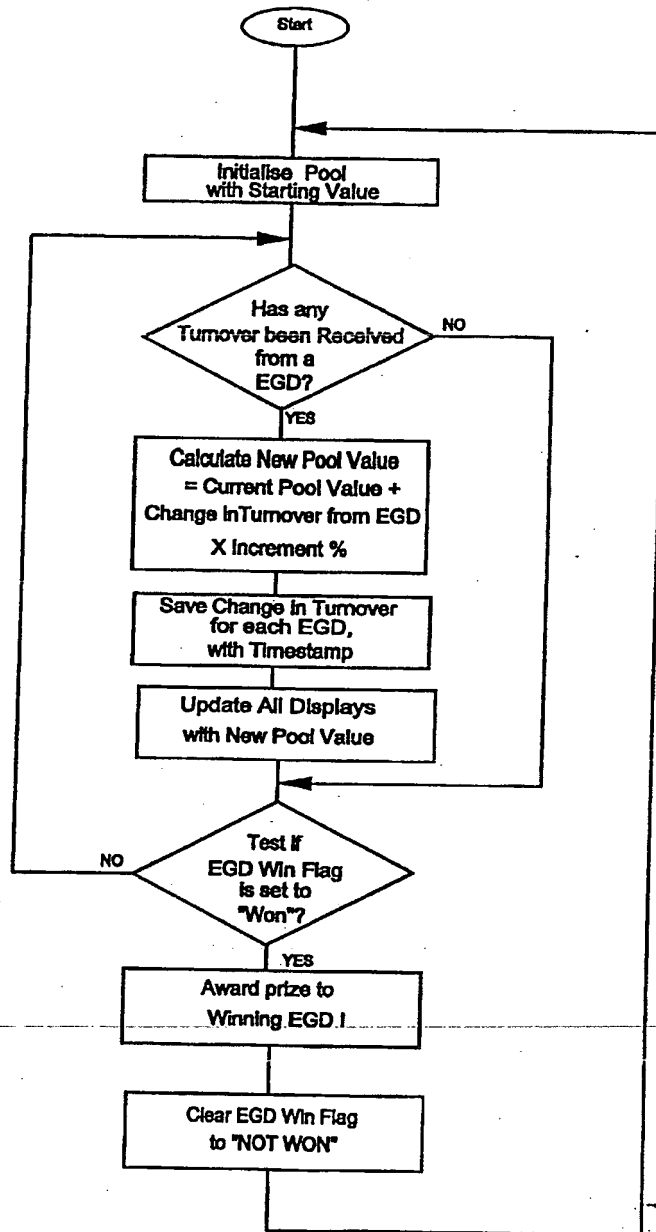 Start
Initialise Pool
with Starting Value
Has any
Turnover been Received
from a
EGD?
NO
YES
Calculate New Pool Value
= Current Pool Value +
Change InTurnover from EGD
X Increment %
Save Change In Turnover
for each EGD,
with Timestamp
Update All Displays
with New Pool Value
Test If
EGD Win Flag
is set to
"Won"?
NO
YES
Award prize to
Winning EGD !
Clear EGD Win Flag
to "NOT WON"